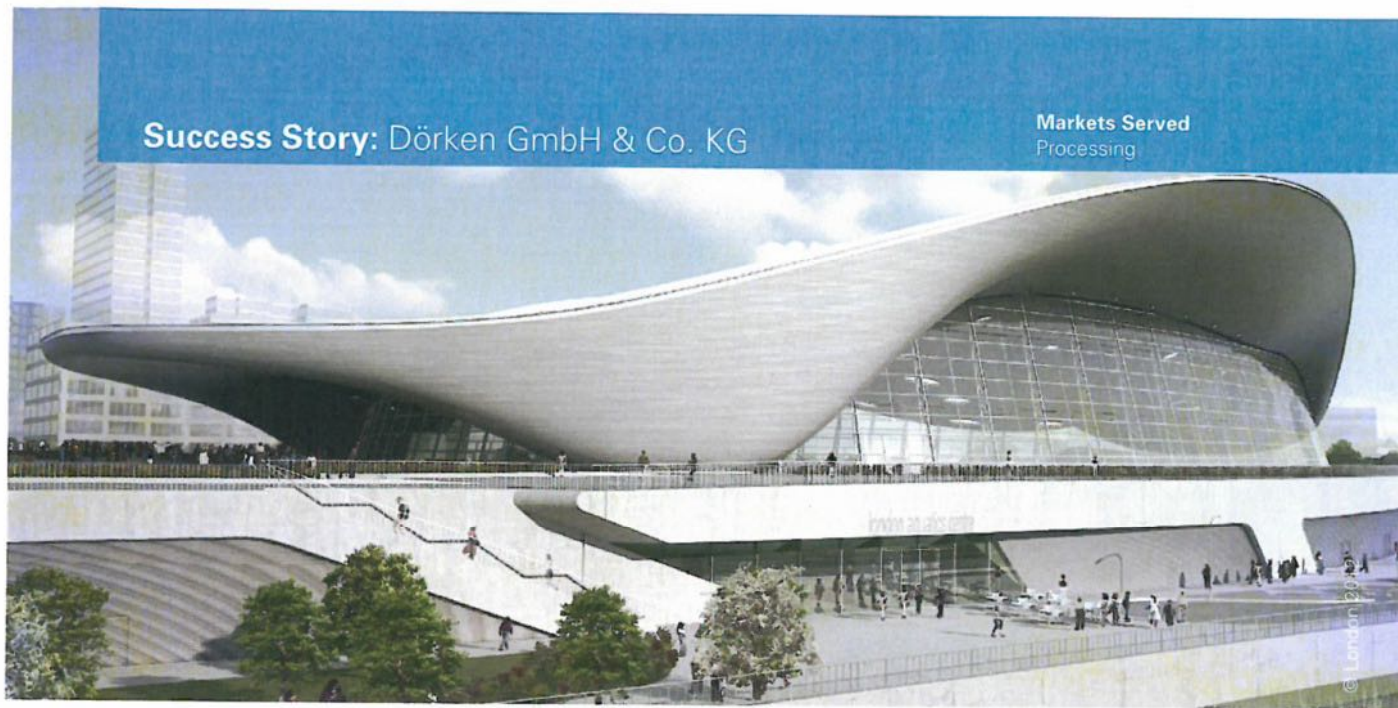 Success Story: Dörken GmbH & Co. KG
Markets Served
Processing